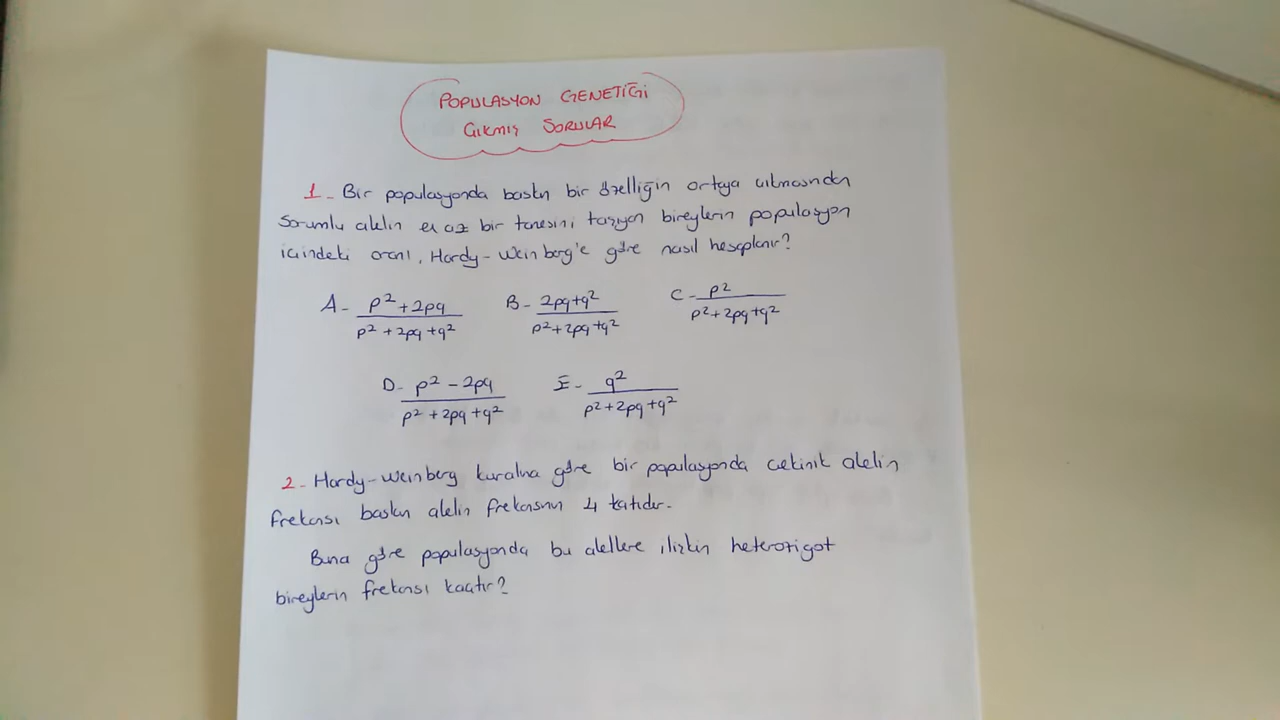 POPULASYON GENETİĞİ
ÇIKMIŞ SORULAR
1- Bir populasyonda baskın bir özelliğin ortaya çıkmasından
sorumlu alelin en az bir tanesini taşıyan bireylerin populasyon
içindeki oranı, Hardy-Weinberg'e göre nasıl hesaplanır?
A- p²+2pq / p²+2pq+q² B- 2pq+q² / p²+2pq+q² C- p² / p²+2pq+q²
D- p²-2pq / p²+2pq+q² E- q² / p²+2pq+q²
2- Hardy-Weinberg kuralına göre bir populasyonda çekinik alelin
frekansı baskın alelin frekansının 4 katıdır.
Buna göre populasyonda bu alellere ilişkin heterozigot
bireylerin frekansı kaçtır?